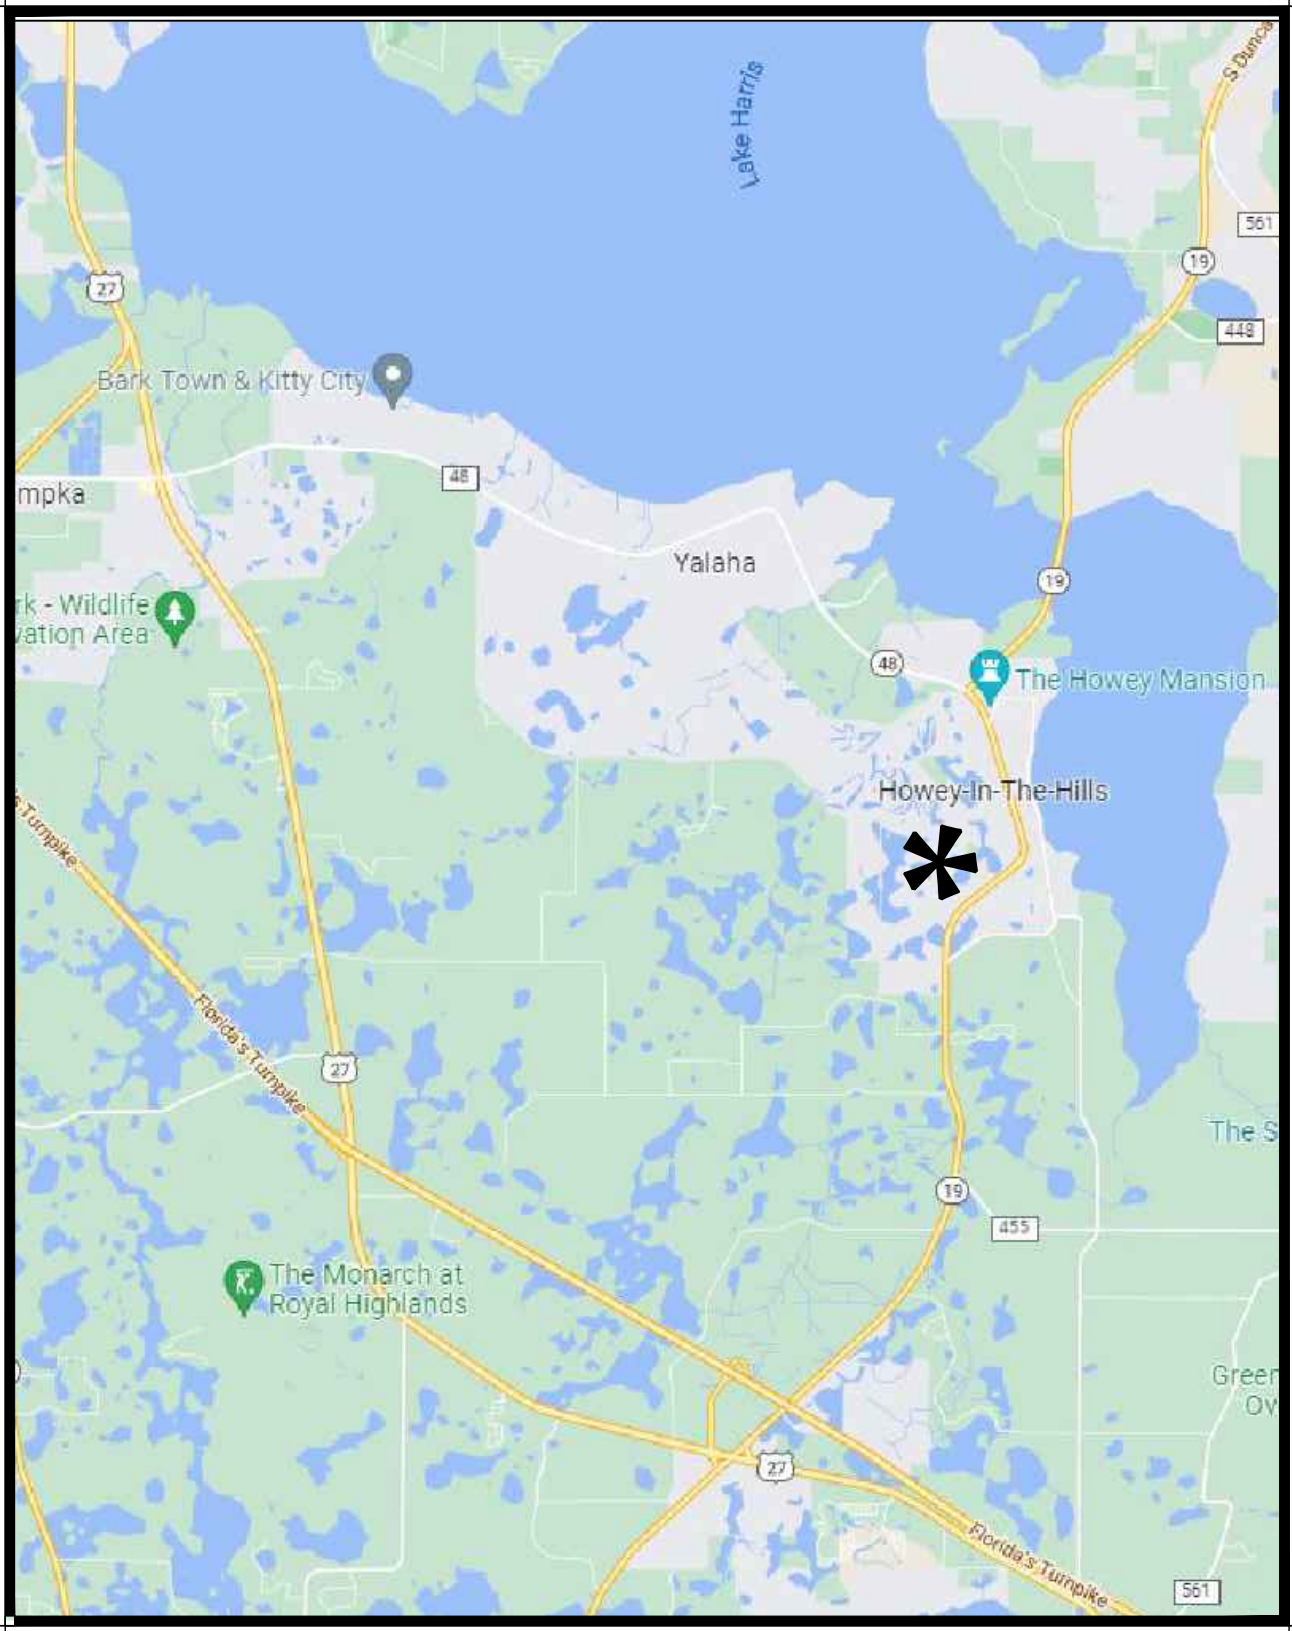 S Dunca
Lake Harris
561
19
27
448
Bark Town & Kitty City
48
mpka
Yalaha
19
rk - Wildlife
vation Area
48
The Howey Mansion
Howey-In-The-Hills
s Turnpike
Florida's Turnpike
27
The S
19
455
The Monarch at
Royal Highlands
Green
Ov
27
Florida's Turnpike
561